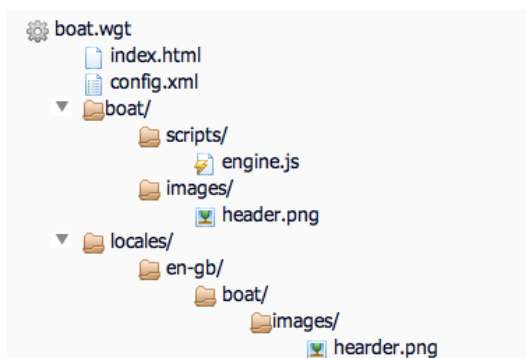 boat.wgt
index.html
config.xml
boat/
scripts/
engine.js
images/
header.png
locales/
en-gb/
boat/
images/
hearder.png